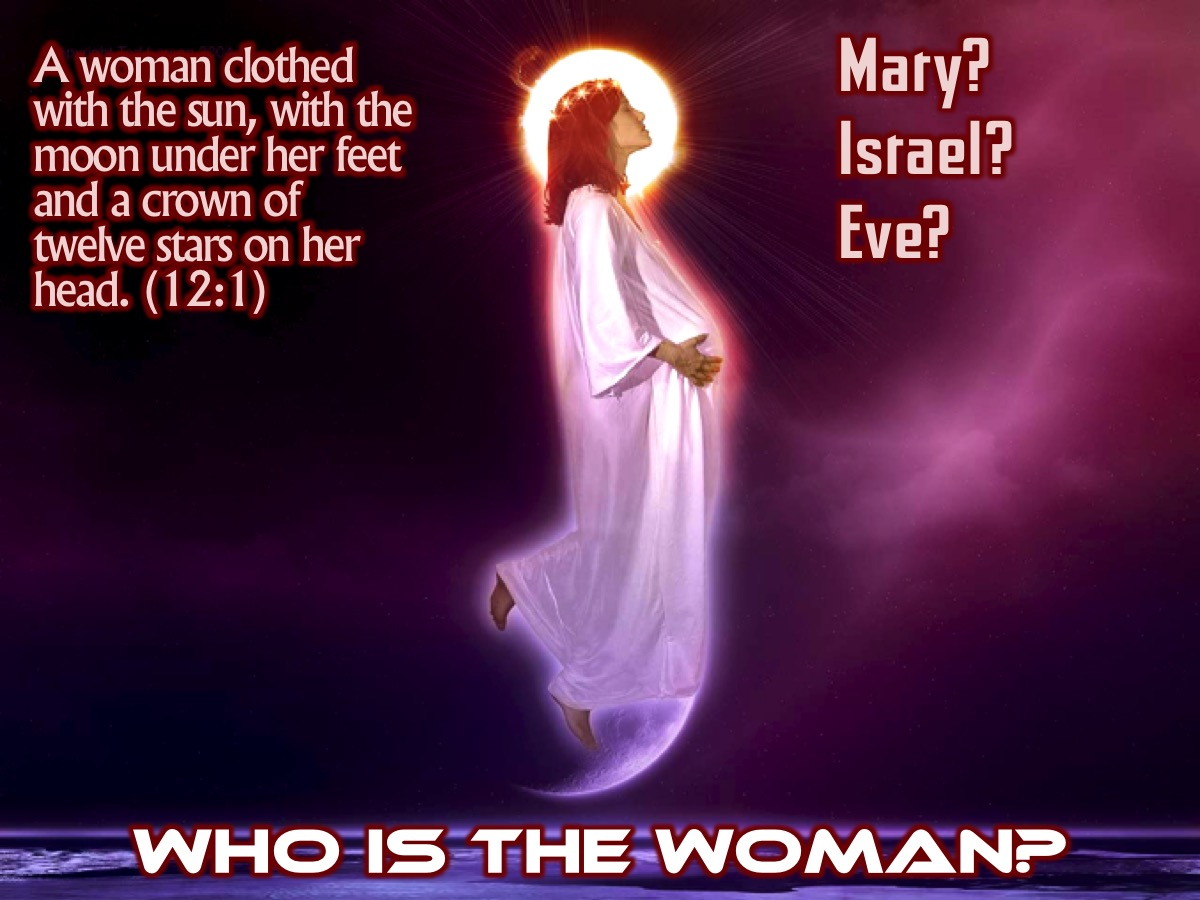 A woman clothed
with the sun, with the
moon under her feet
and a crown of
twelve stars on her
head. (12:1)
Mary?
Israel?
Eve?
WHO IS THE WOMAN?